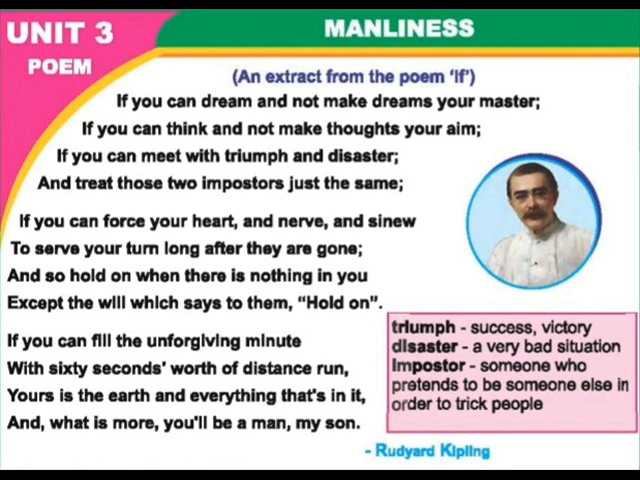 UNIT 3
POEM
MANLINESS
(An extract from the poem ‘If’)
If you can dream and not make dreams your master;
If you can think and not make thoughts your aim;
If you can meet with triumph and disaster;
And treat those two impostors just the same;
If you can force your heart, and nerve, and sinew
To serve your turn long after they are gone;
And so hold on when there is nothing in you
Except the will which says to them, “Hold on”.
If you can fill the unforgiving minute
With sixty seconds’ worth of distance run,
Yours is the earth and everything that's in it,
And, what is more, you'll be a man, my son.
triumph - success, victory
disaster - a very bad situation
Impostor - someone who
pretends to be someone else in
order to trick people
- Rudyard Kipling